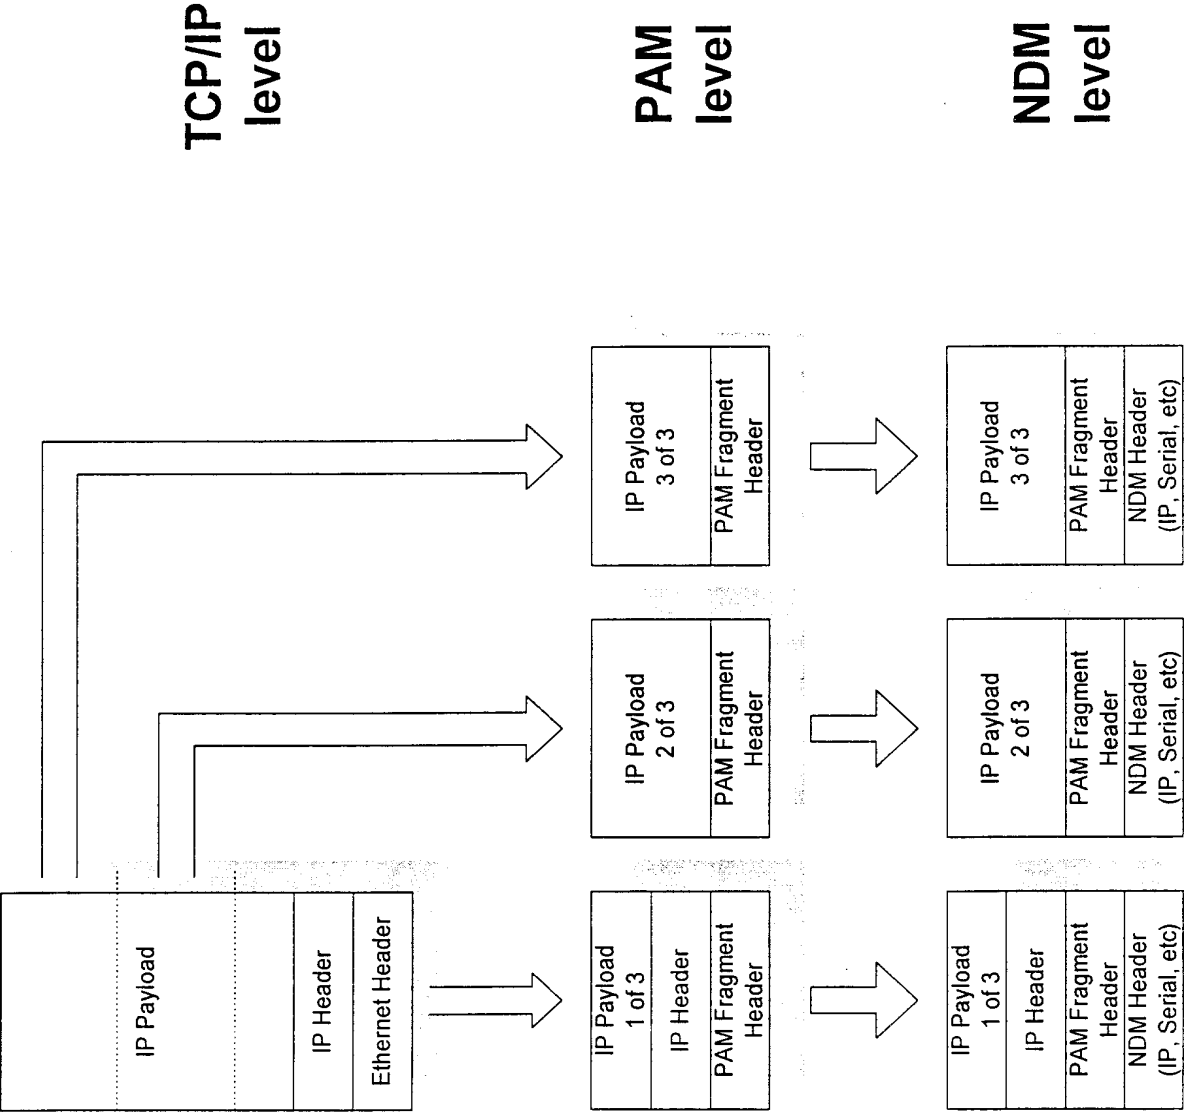 TCP/IP
level
IP Payload
IP Header
Ethernet Header
PAM
level
IP Payload
1 of 3
IP Header
PAM Fragment
Header
IP Payload
2 of 3
PAM Fragment
Header
IP Payload
3 of 3
PAM Fragment
Header
NDM
level
IP Payload
1 of 3
IP Header
PAM Fragment
Header
NDM Header
(IP, Serial, etc)
IP Payload
2 of 3
PAM Fragment
Header
NDM Header
(IP, Serial, etc)
IP Payload
3 of 3
PAM Fragment
Header
NDM Header
(IP, Serial, etc)